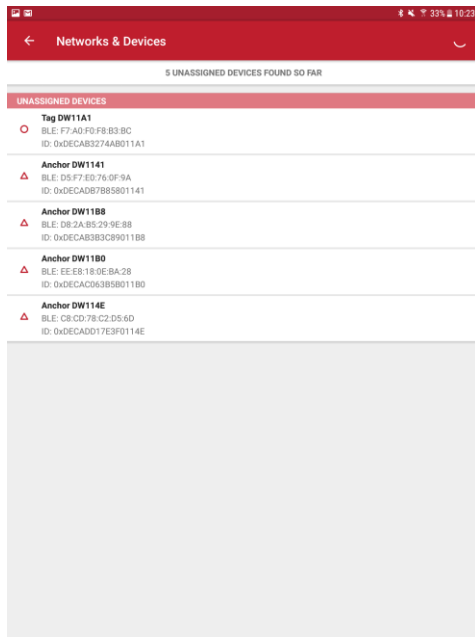 33% 10:23
Networks & Devices
5 UNASSIGNED DEVICES FOUND SO FAR
UNASSIGNED DEVICES
Tag DW11A1
BLE: F7:A0:F0:F8:B3:BC
ID: 0xDECAB3274AB011A1
Anchor DW1141
BLE: D5:F7:E0:76:0F:9A
ID: 0xDECADB7B85801141
Anchor DW11B8
BLE: D8:2A:B5:29:9E:88
ID: 0xDECAB3B3C89011B8
Anchor DW11B0
BLE: EE:E8:18:0E:BA:28
ID: 0xDECAC063B5B011B0
Anchor DW114E
BLE: C8:CD:78:C2:D5:6D
ID: 0xDECADD17E3F0114E